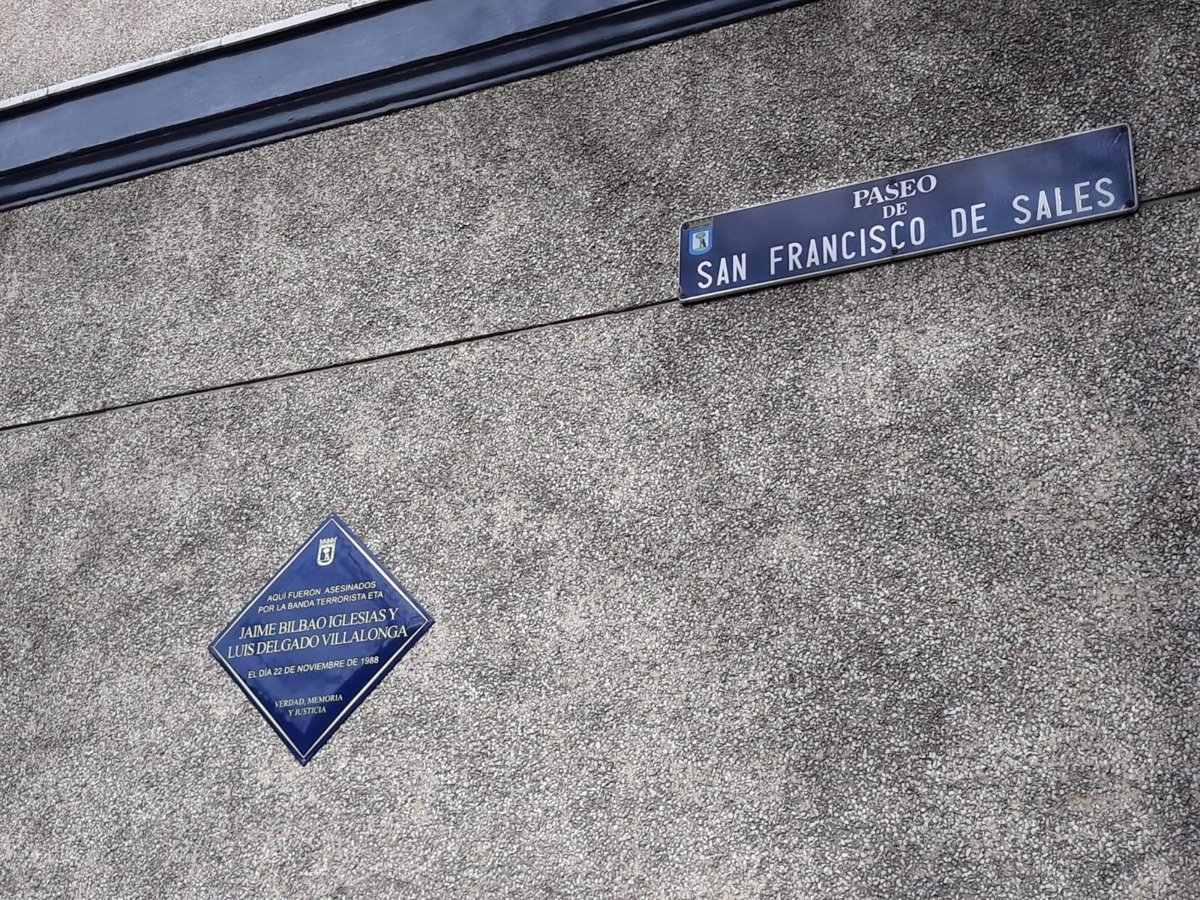 PASEO
DE
SAN FRANCISCO DE SALES
AQUÍ FUERON ASESINADOS
POR LA BANDA TERRORISTA ETA
JAIME BILBAO IGLESIAS Y
LUIS DELGADO VILLALONGA
EL DÍA 22 DE NOVIEMBRE DE 1988
VERDAD, MEMORIA
Y JUSTICIA